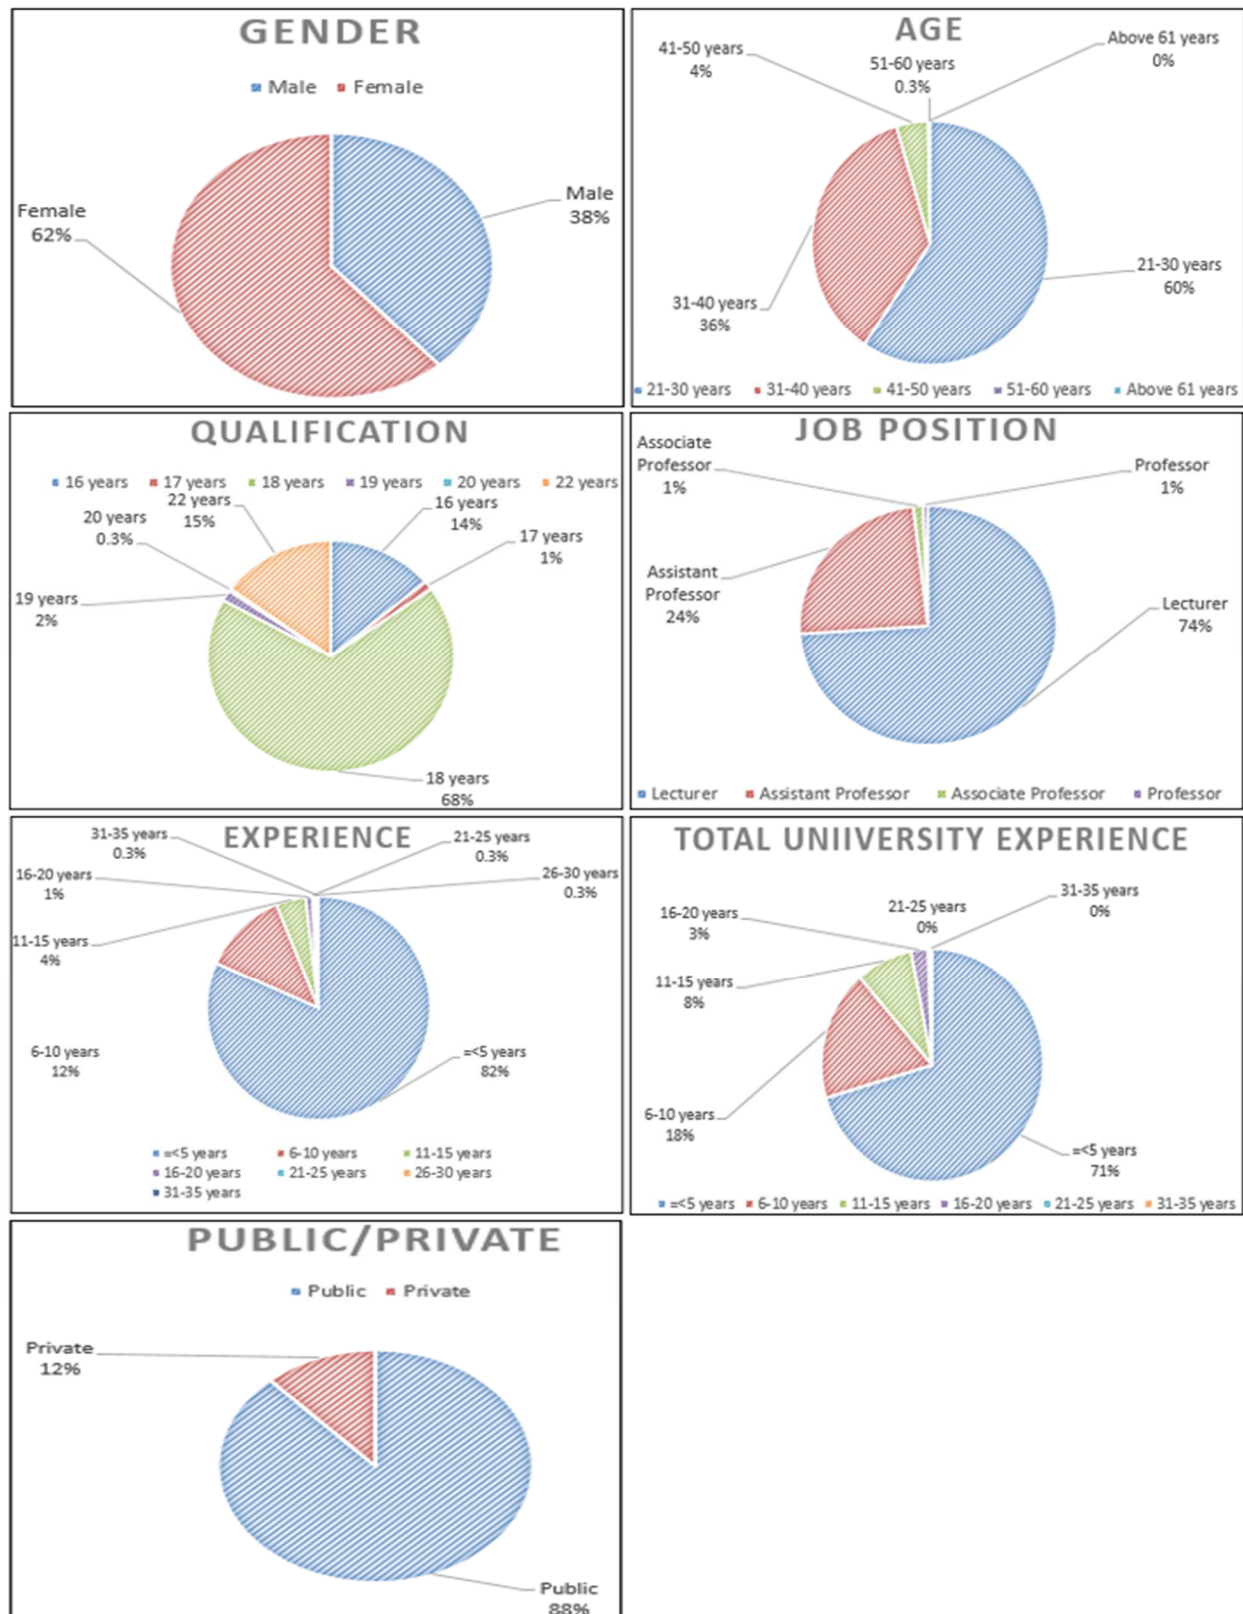 GENDER
Male Female
Female
62%
Male
38%
AGE
41-50 years
4%
51-60 years
0.3%
Above 61 years
0%
31-40 years
36%
21-30 years
60%
21-30 years 31-40 years 41-50 years 51-60 years Above 61 years
QUALIFICATION
16 years 17 years 18 years 19 years 20 years 22 years
22 years
15%
16 years
14%
20 years
0.3%
17 years
1%
19 years
2%
18 years
68%
JOB POSITION
Associate
Professor
1%
Professor
1%
Assistant
Professor
24%
Lecturer
74%
Lecturer Assistant Professor Associate Professor Professor
EXPERIENCE
31-35 years
0.3%
21-25 years
0.3%
16-20 years
1%
26-30 years
0.3%
11-15 years
4%
6-10 years
12%
=<5 years
82%
=<5 years 6-10 years 11-15 years
16-20 years 21-25 years 26-30 years
31-35 years
TOTAL UNIIVERSITY EXPERIENCE
16-20 years
3%
21-25 years
0%
31-35 years
0%
11-15 years
8%
6-10 years
18%
=<5 years
71%
=<5 years 6-10 years 11-15 years 16-20 years 21-25 years 31-35 years
PUBLIC/PRIVATE
Public Private
Private
12%
Public
88%